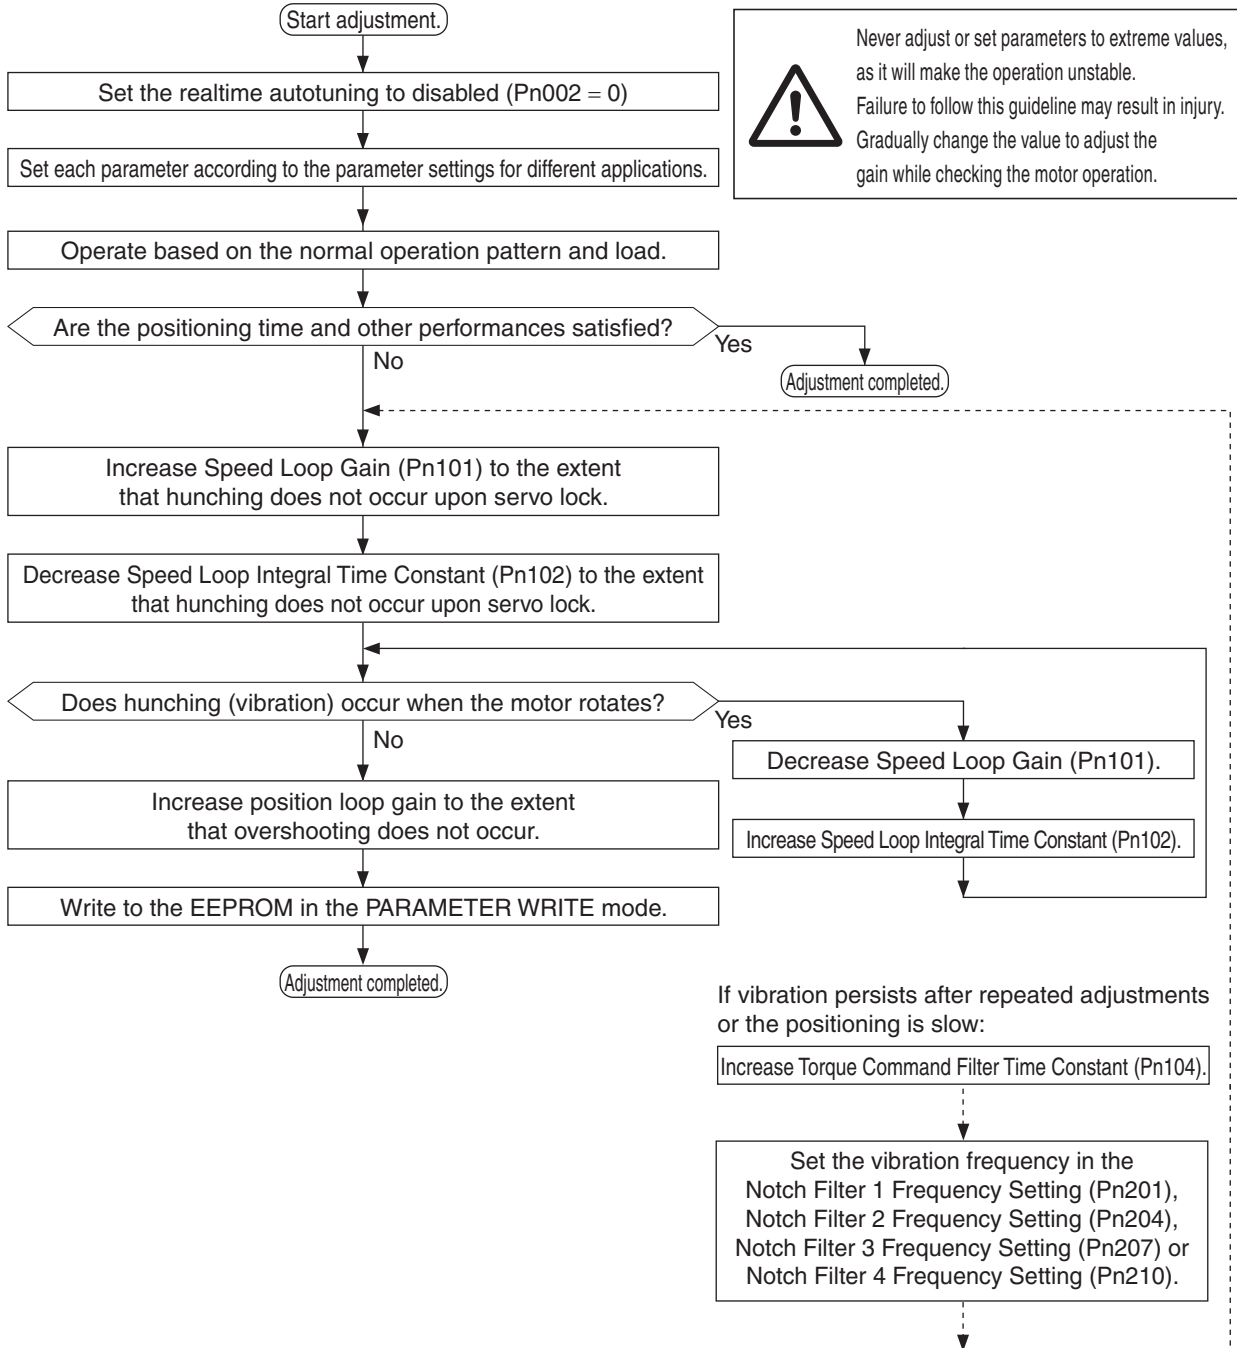 Start adjustment.
Never adjust or set parameters to extreme values,
as it will make the operation unstable.
Failure to follow this guideline may result in injury.
Gradually change the value to adjust the
gain while checking the motor operation.
Set the realtime autotuning to disabled (Pn002 = 0)
Set each parameter according to the parameter settings for different applications.
Operate based on the normal operation pattern and load.
Are the positioning time and other performances satisfied?
Yes
No
Adjustment completed.
Increase Speed Loop Gain (Pn101) to the extent
that hunching does not occur upon servo lock.
Decrease Speed Loop Integral Time Constant (Pn102) to the extent
that hunching does not occur upon servo lock.
Does hunching (vibration) occur when the motor rotates?
Yes
No
Decrease Speed Loop Gain (Pn101).
Increase Speed Loop Integral Time Constant (Pn102).
Increase position loop gain to the extent
that overshooting does not occur.
Write to the EEPROM in the PARAMETER WRITE mode.
Adjustment completed.
If vibration persists after repeated adjustments
or the positioning is slow:
Increase Torque Command Filter Time Constant (Pn104).
Set the vibration frequency in the
Notch Filter 1 Frequency Setting (Pn201),
Notch Filter 2 Frequency Setting (Pn204),
Notch Filter 3 Frequency Setting (Pn207) or
Notch Filter 4 Frequency Setting (Pn210).